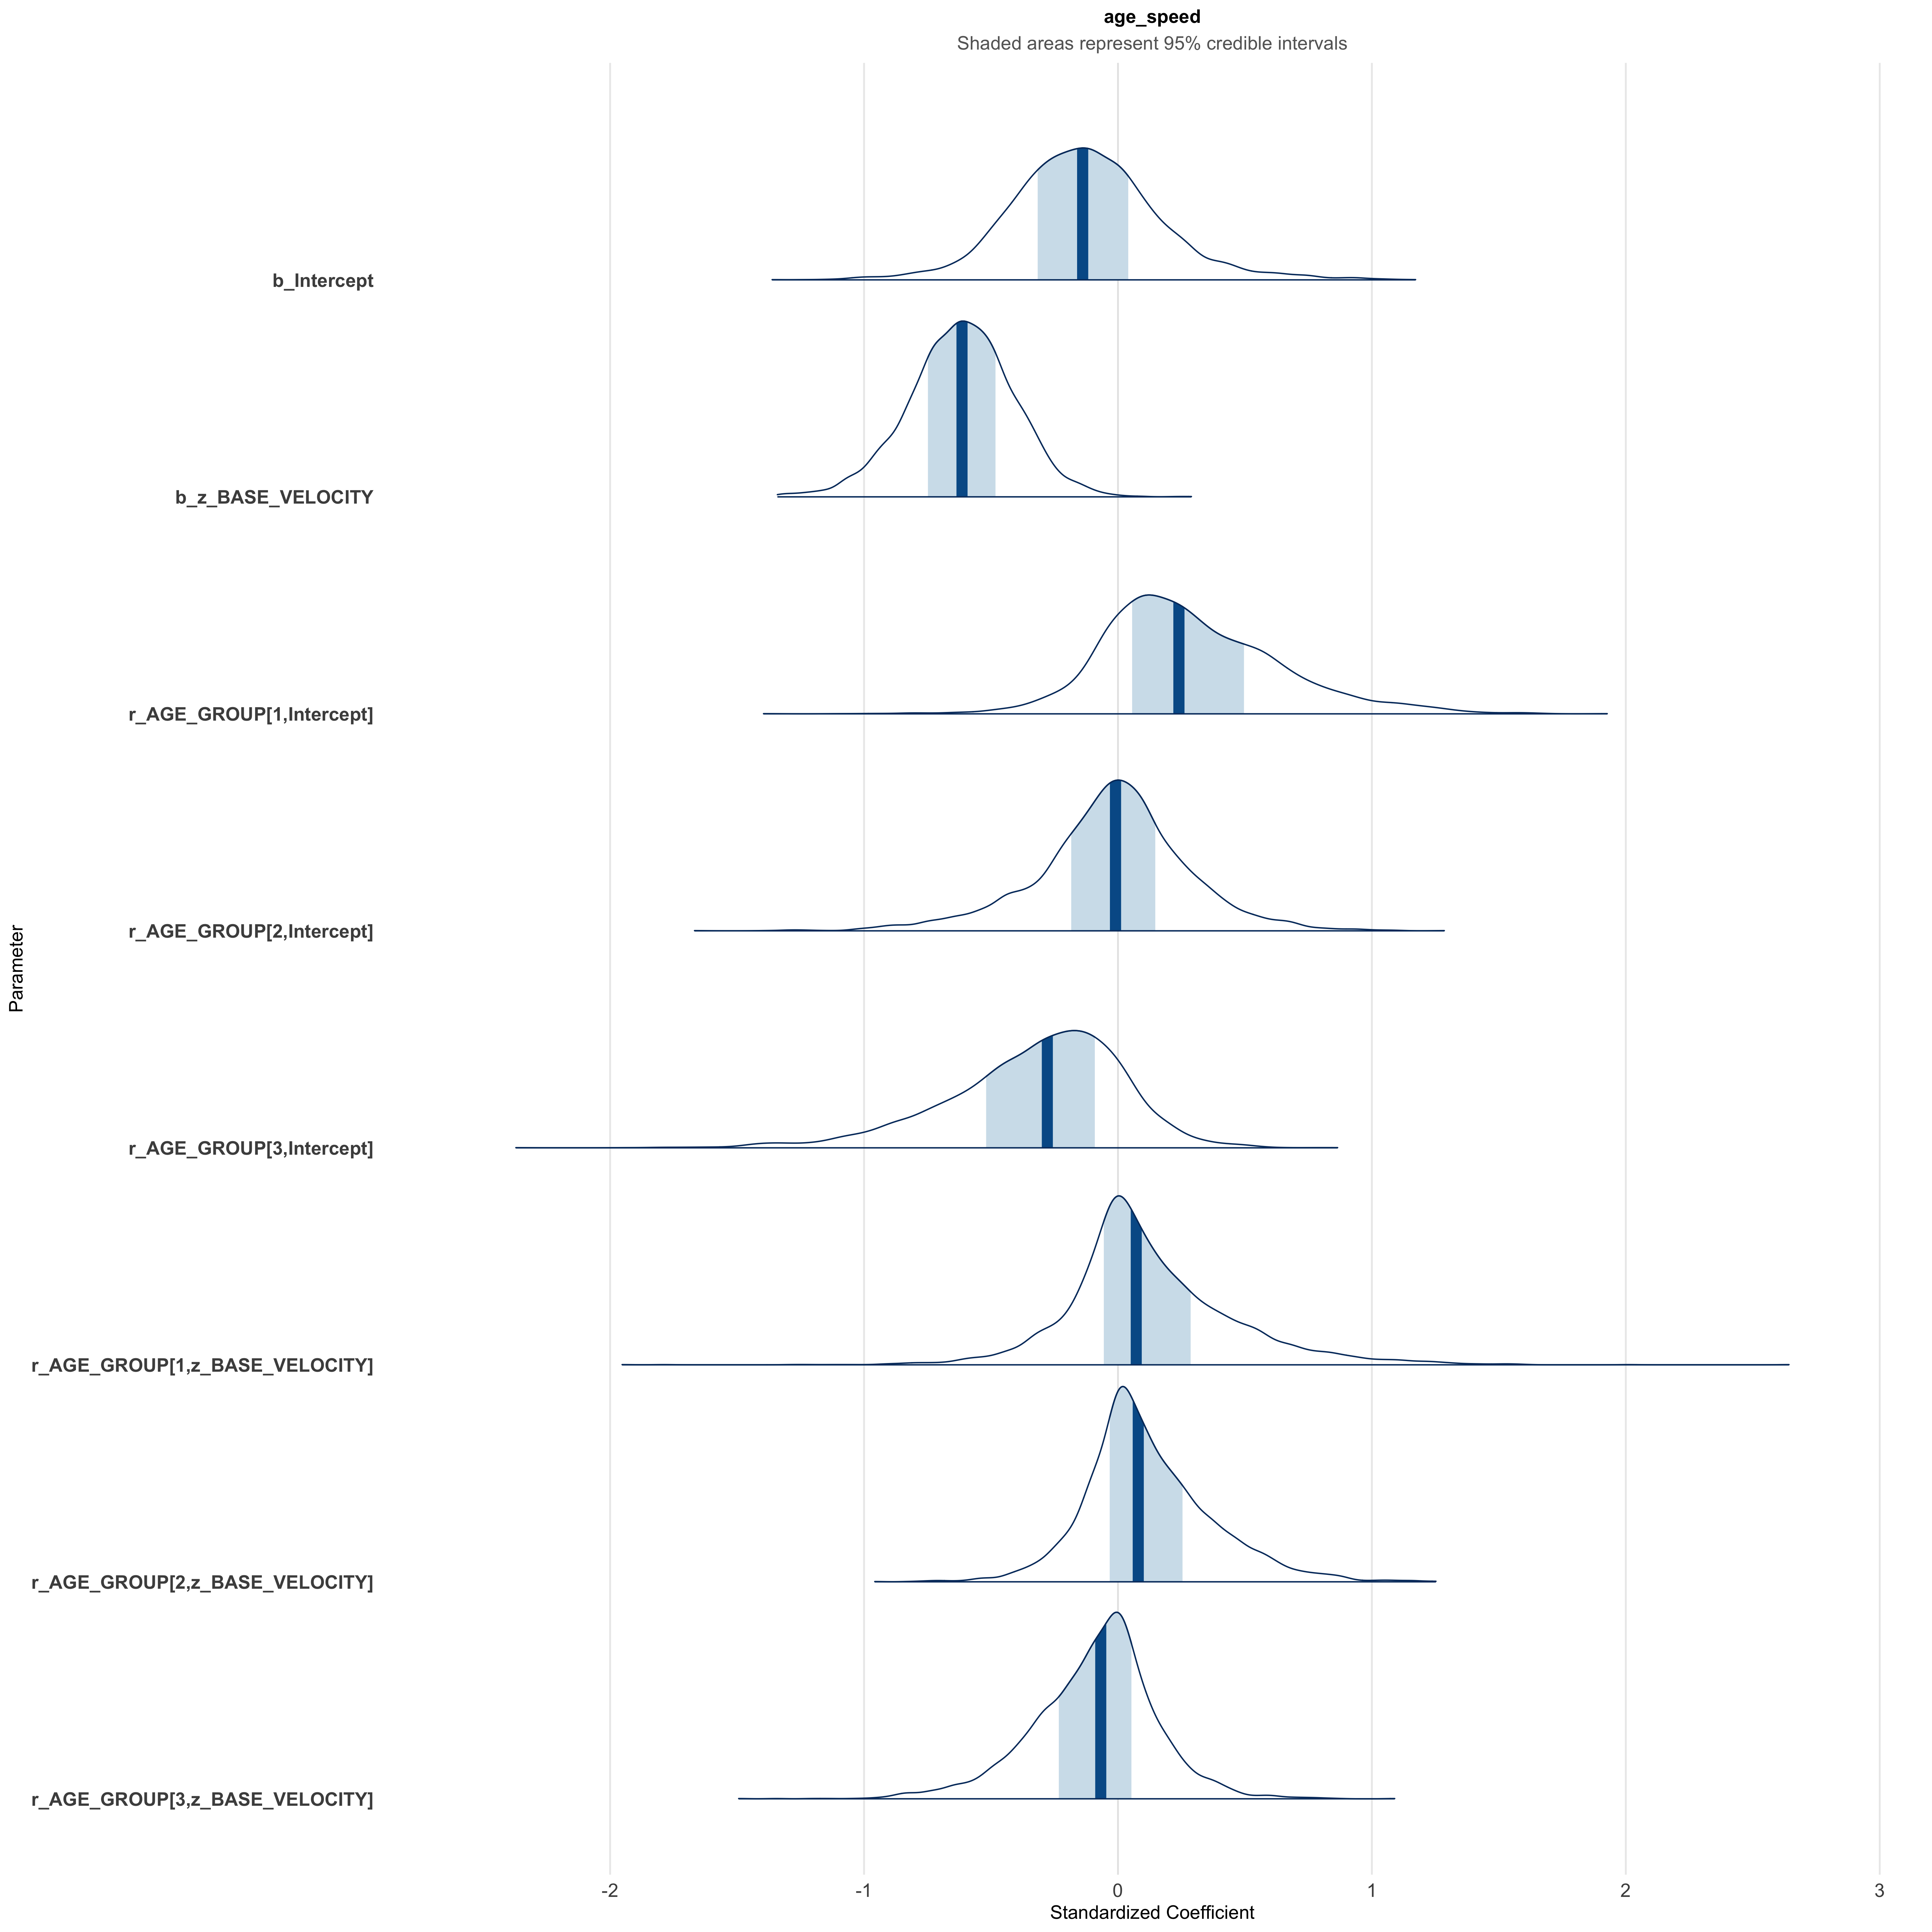 age_speed
Shaded areas represent 95% credible intervals
b_Intercept
b_z_BASE_VELOCITY
r_AGE_GROUP[1,Intercept]
r_AGE_GROUP[2,Intercept]
Parameter
r_AGE_GROUP[3,Intercept]
r_AGE_GROUP[1,z_BASE_VELOCITY]
r_AGE_GROUP[2,z_BASE_VELOCITY]
r_AGE_GROUP[3,z_BASE_VELOCITY]
-2 -1 0 1 2 3
Standardized Coefficient